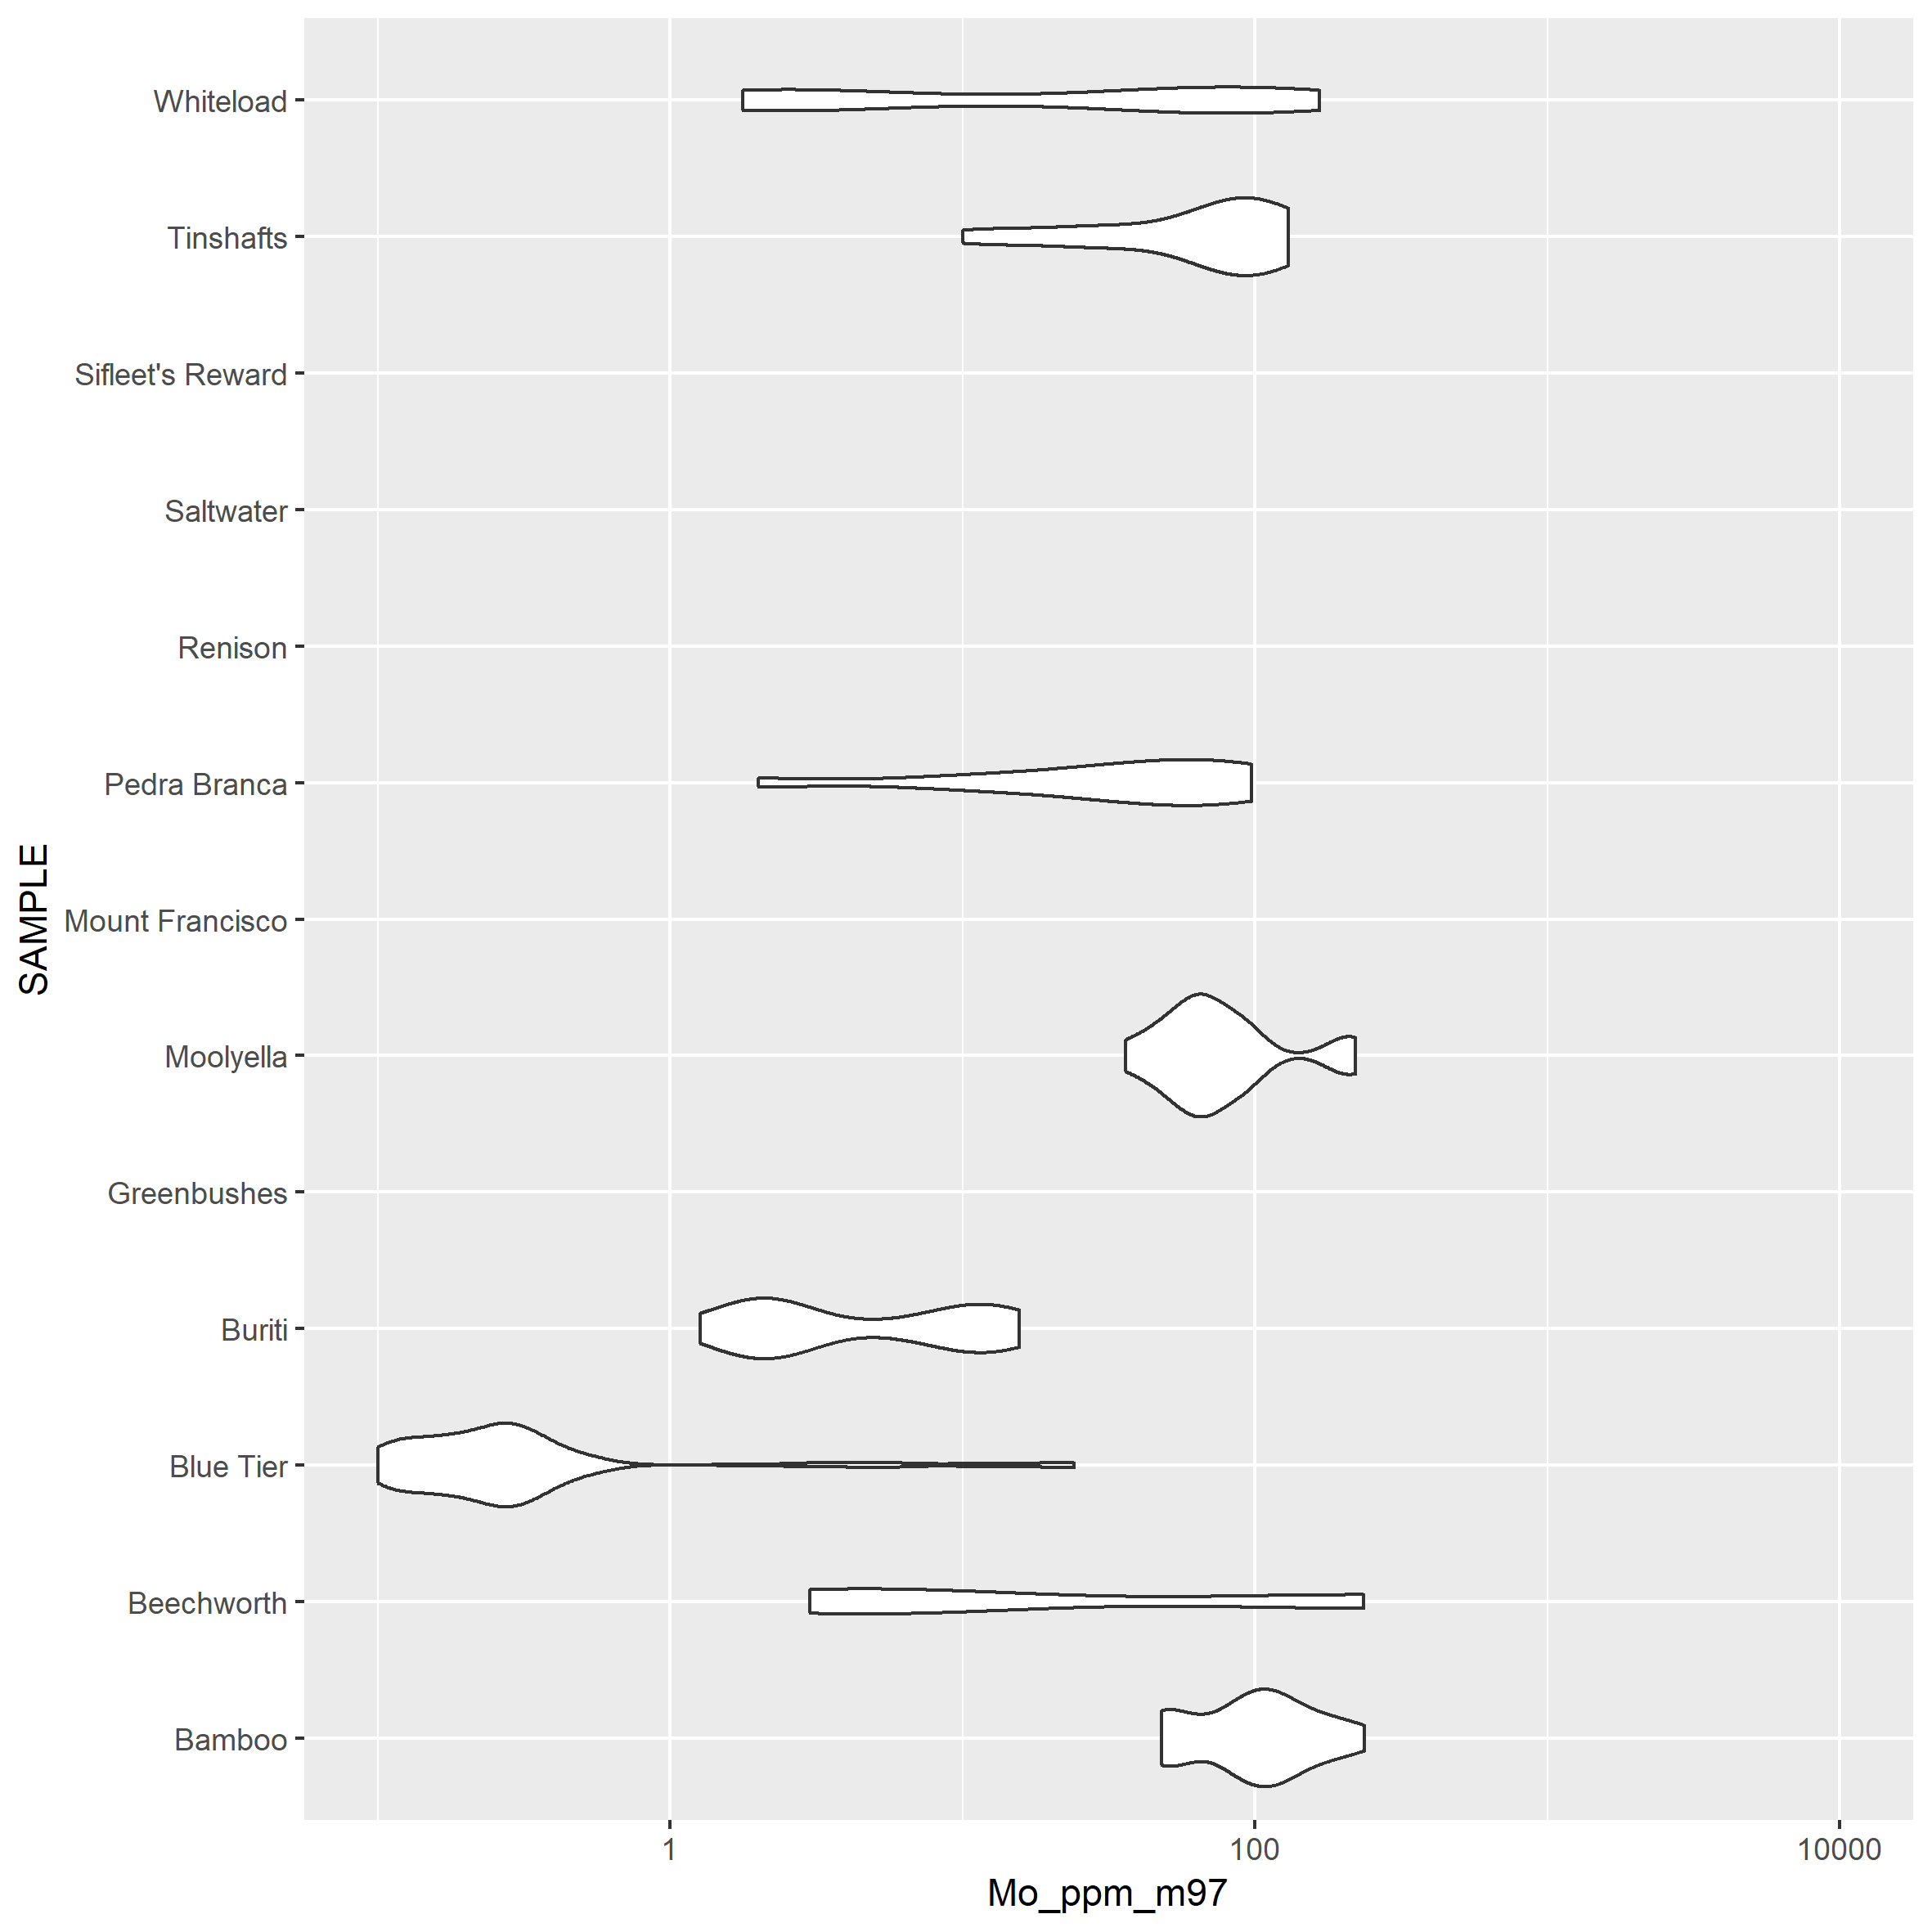 Whiteload
Tinshafts
Sifleet's Reward
Saltwater
Renison
Pedra Branca
Mount Francisco
Moolyella
Greenbushes
Buriti
Blue Tier
Beechworth
Bamboo
SAMPLE
1 100 10000
Mo_ppm_m97